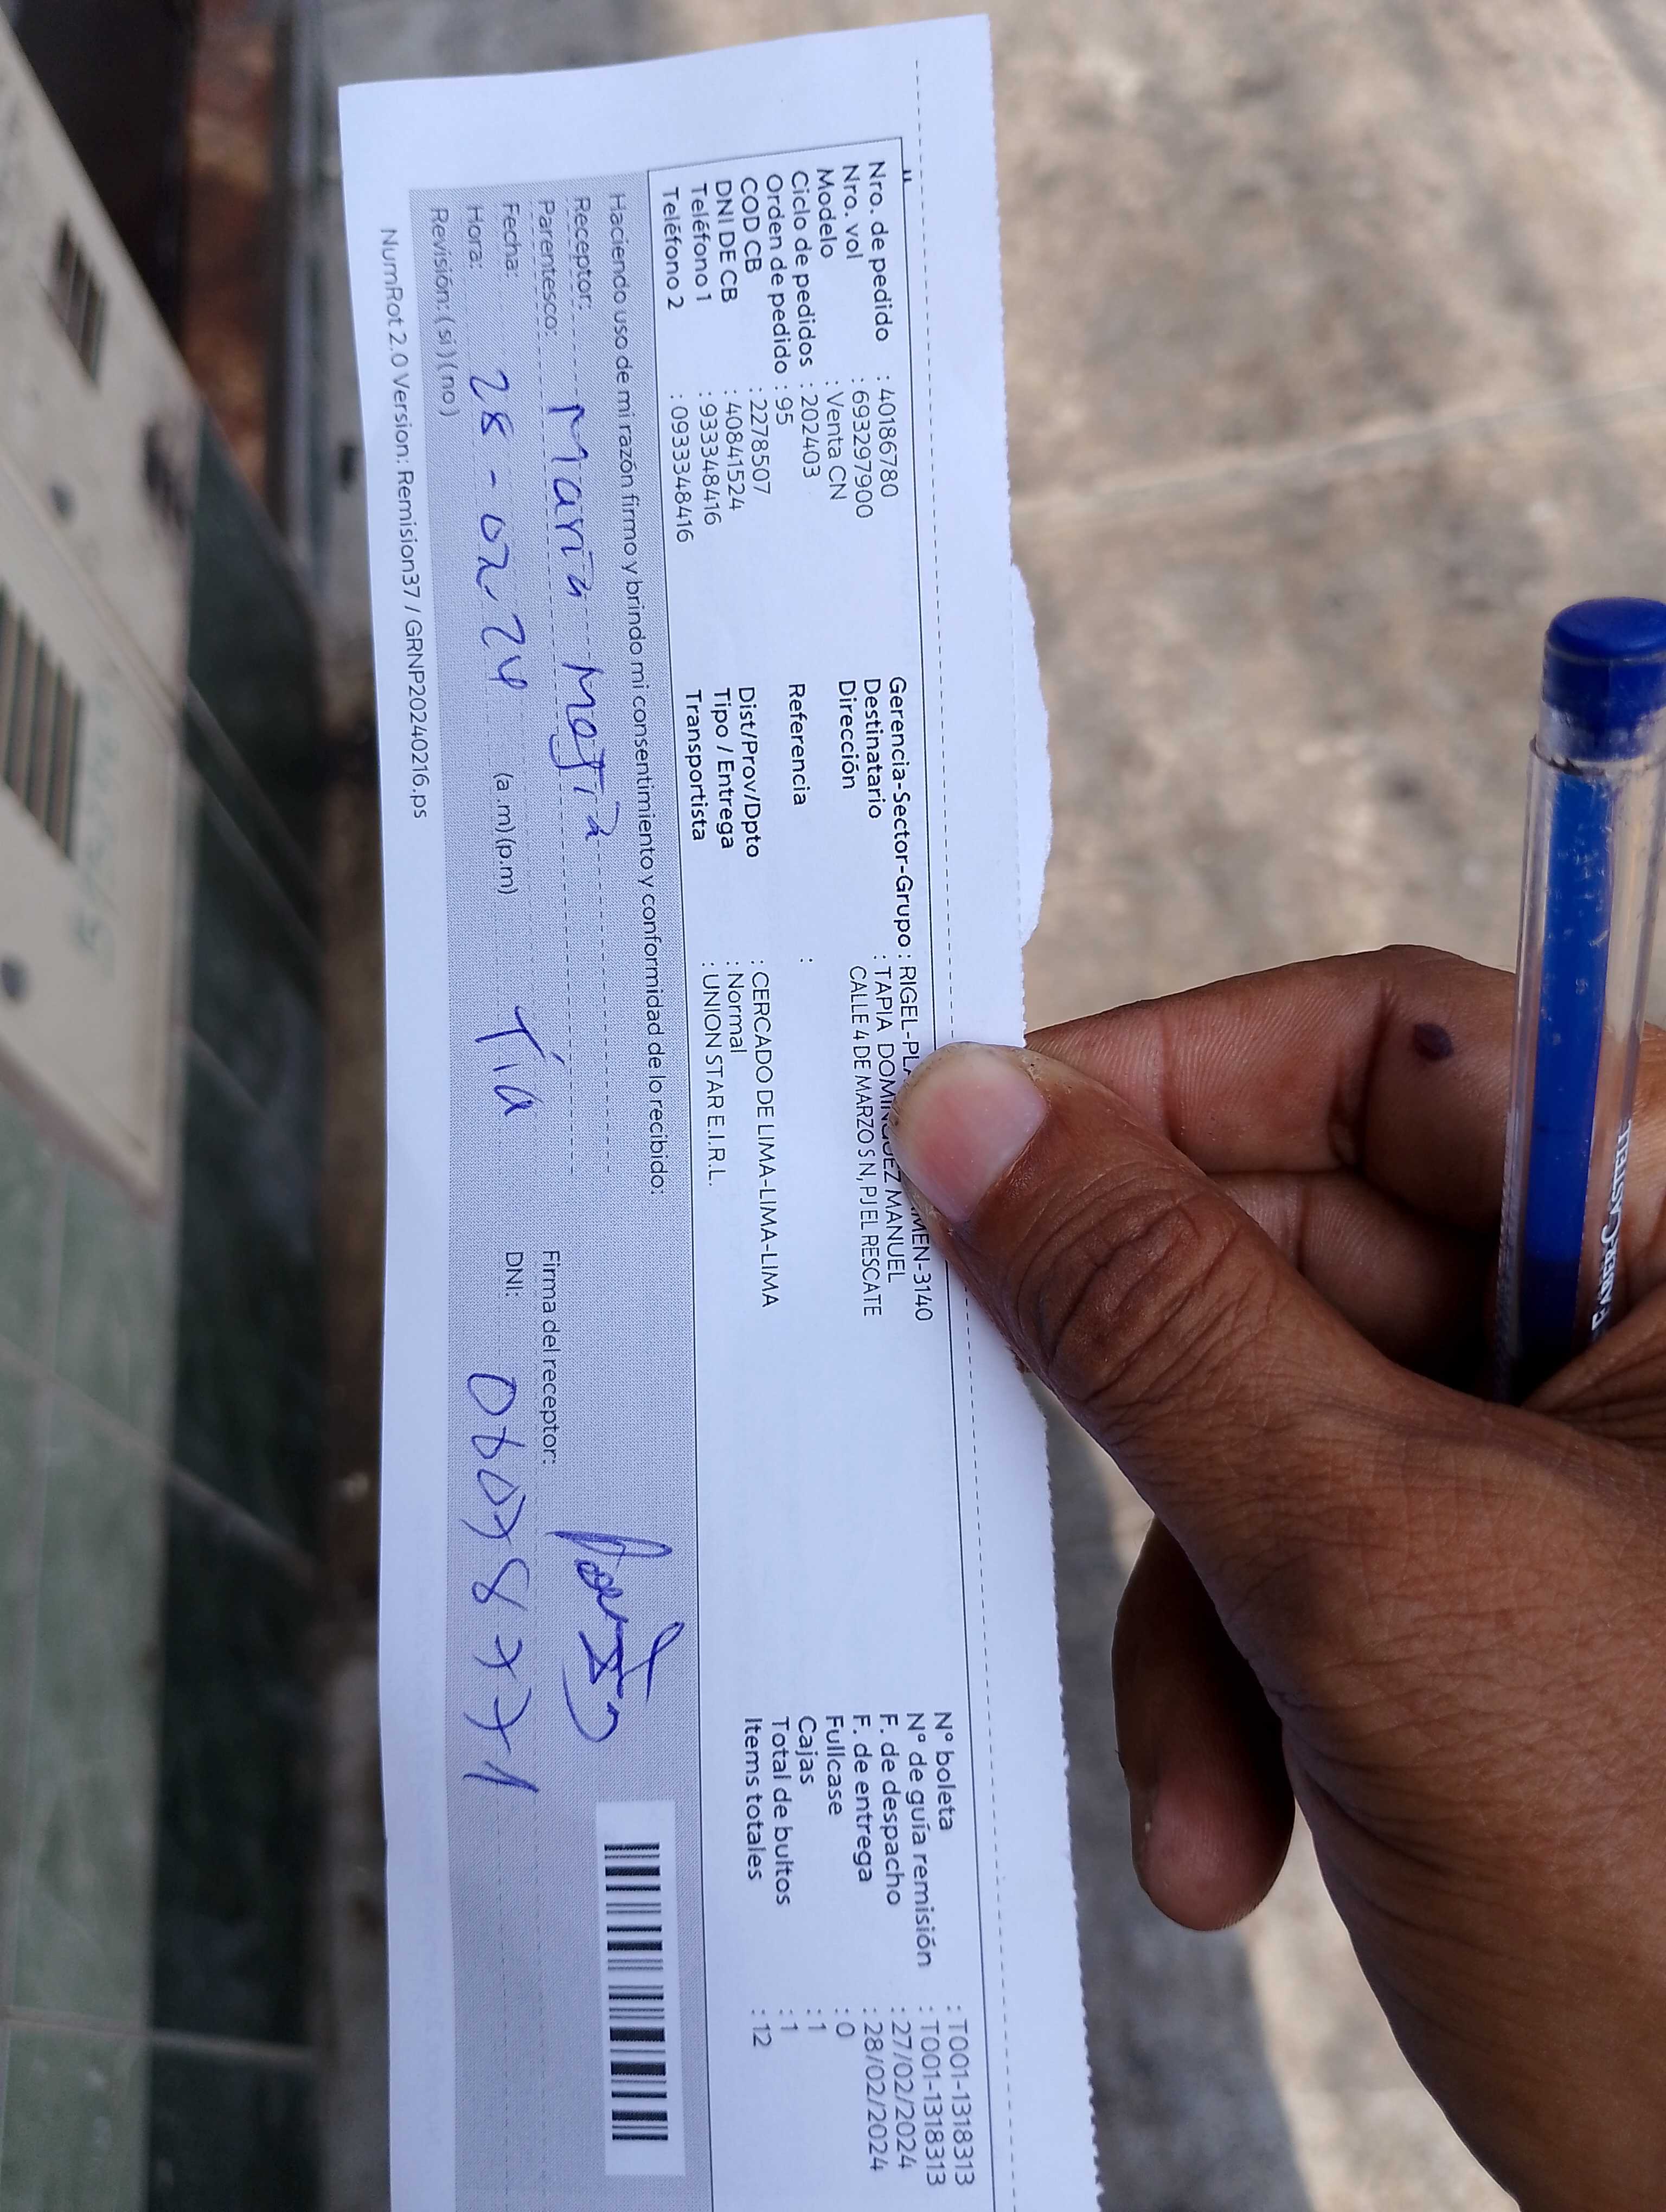 Nro. de pedido : 40186780
Nro. vol : 693297900
Modelo : Venta CN
Ciclo de pedidos : 202403
Orden de pedido : 95
COD CB : 2278507
DNI DE CB : 40841524
Teléfono 1 : 933348416
Teléfono 2 : 0933348416
Gerencia-Sector-Grupo : RIGEL-PL MEN-3140
Destinatario : TAPIA DOMINGUEZ MANUEL
Dirección CALLE 4 DE MARZO S N, PJ EL RESCATE
Referencia :
Dist/Prov/Dpto : CERCADO DE LIMA-LIMA-LIMA
Tipo / Entrega : Normal
Transportista : UNION STAR E.I.R.L.
N° boleta : T001-1318313
N° de guía remisión : T001-1318313
F. de despacho : 27/02/2024
F. de entrega : 28/02/2024
Fullcase : 0
Cajas : 1
Total de bultos : 1
Items totales : 12
Haciendo uso de mi razón firmo y brindo mi consentimiento y conformidad de lo recibido:
Receptor: Maria Mejia
Parentesco: Tía
Fecha: 28-02-24
Hora: (a.m)(p.m)
Revisión: ( si ) ( no )
Firma del receptor:
DNI: 06078771
NumRot 2.0 Version: Remision37 / GRNP20240216.ps